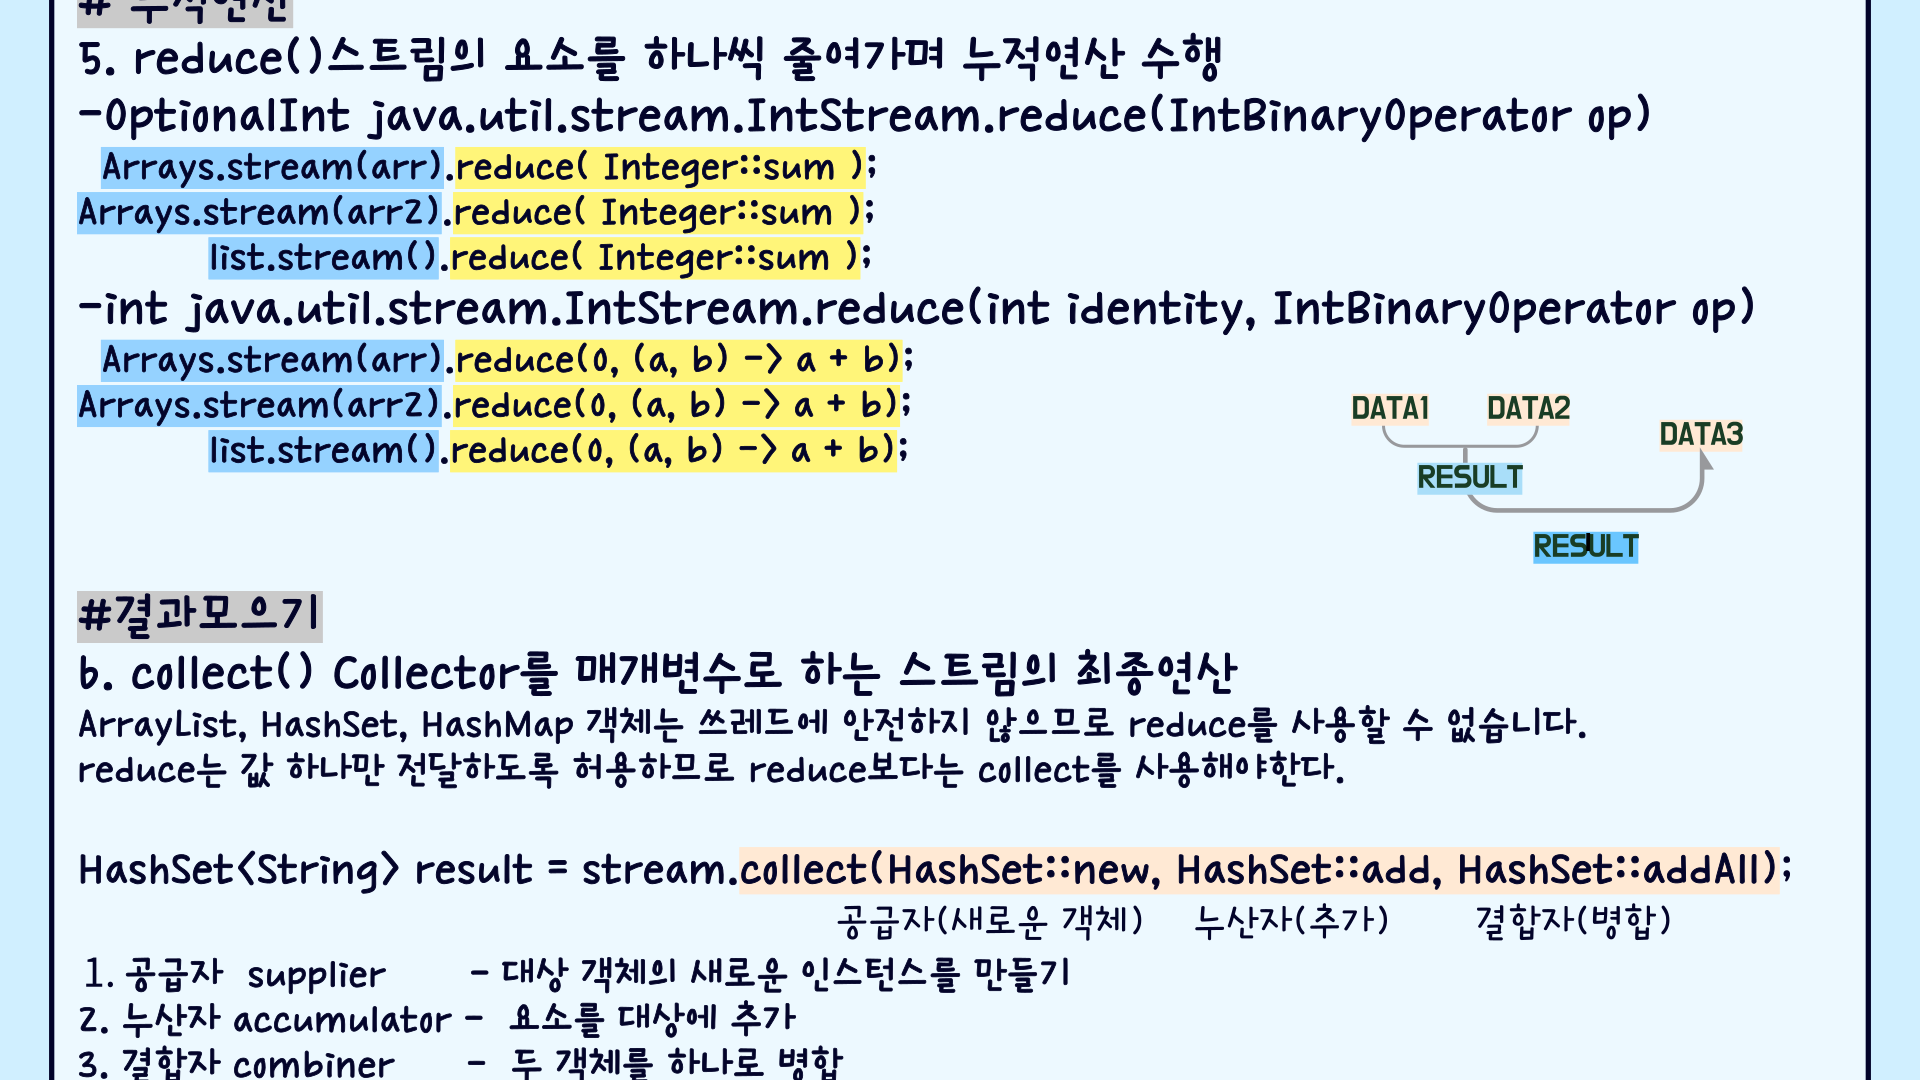 # 누적연산
5. reduce()스트림의 요소를 하나씩 줄여가며 누적연산 수행
-OptionalInt java.util.stream.IntStream.reduce(IntBinaryOperator op)
Arrays.stream(arr).reduce( Integer::sum );
Arrays.stream(arr2).reduce( Integer::sum );
list.stream().reduce( Integer::sum );
-int java.util.stream.IntStream.reduce(int identity, IntBinaryOperator op)
Arrays.stream(arr).reduce(0, (a, b) -> a + b);
Arrays.stream(arr2).reduce(0, (a, b) -> a + b);
list.stream().reduce(0, (a, b) -> a + b);
DATA1 DATA2
DATA3
RESULT
RESULT
#결과모으기
6. collect() Collector를 매개변수로 하는 스트림의 최종연산
ArrayList, HashSet, HashMap 객체는 쓰레드에 안전하지 않으므로 reduce를 사용할 수 없습니다.
reduce는 값 하나만 전달하도록 허용하므로 reduce보다는 collect를 사용해야한다.
HashSet<String> result = stream.collect(HashSet::new, HashSet::add, HashSet::addAll);
공급자(새로운 객체) 누산자(추가) 결합자(병합)
1. 공급자 supplier - 대상 객체의 새로운 인스턴스를 만들기
2. 누산자 accumulator - 요소를 대상에 추가
3. 결합자 combiner - 두 객체를 하나로 병합